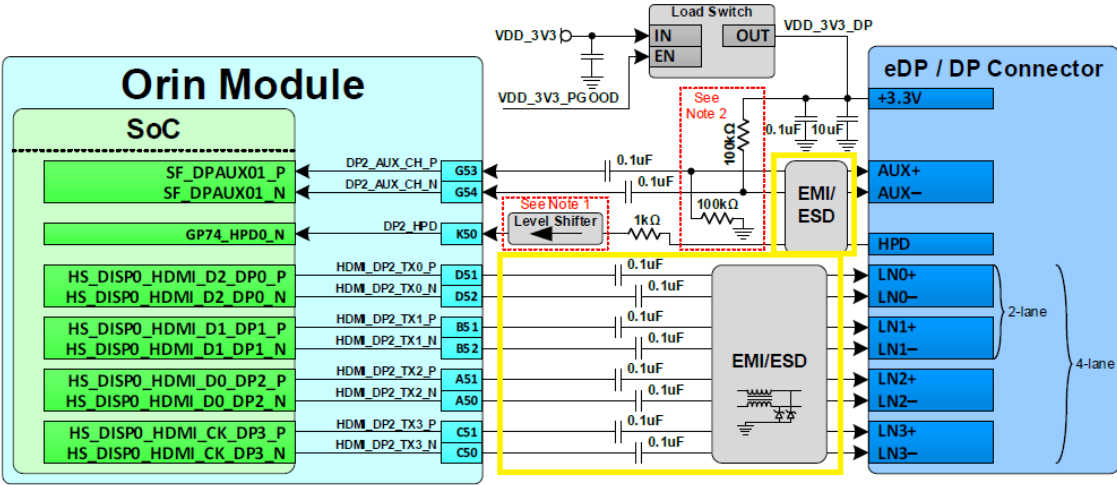 Load Switch
VDD_3V3
IN
OUT
VDD_3V3_DP
EN
VDD_3V3_PGOOD
Orin Module
SoC
eDP / DP Connector
+3.3V
See
Note 2
100kΩ
0.1uF
10uF
SF_DPAUX01_P
DP2_AUX_CH_P
G53
0.1uF
AUX+
SF_DPAUX01_N
DP2_AUX_CH_N
G54
0.1uF
AUX–
EMI/
ESD
100kΩ
See Note 1
Level Shifter
1kΩ
GP74_HPD0_N
DP2_HPD
K50
HPD
HS_DISP0_HDMI_D2_DP0_P
HDMI_DP2_TX0_P
D51
0.1uF
LN0+
HS_DISP0_HDMI_D2_DP0_N
HDMI_DP2_TX0_N
D52
0.1uF
LN0–
HS_DISP0_HDMI_D1_DP1_P
HDMI_DP2_TX1_P
B51
0.1uF
LN1+
HS_DISP0_HDMI_D1_DP1_N
HDMI_DP2_TX1_N
B52
0.1uF
LN1–
2-lane
EMI/ESD
HS_DISP0_HDMI_D0_DP2_P
HDMI_DP2_TX2_P
A51
0.1uF
LN2+
HS_DISP0_HDMI_D0_DP2_N
HDMI_DP2_TX2_N
A50
0.1uF
LN2–
4-lane
HS_DISP0_HDMI_CK_DP3_P
HDMI_DP2_TX3_P
C51
0.1uF
LN3+
HS_DISP0_HDMI_CK_DP3_N
HDMI_DP2_TX3_N
C50
0.1uF
LN3–